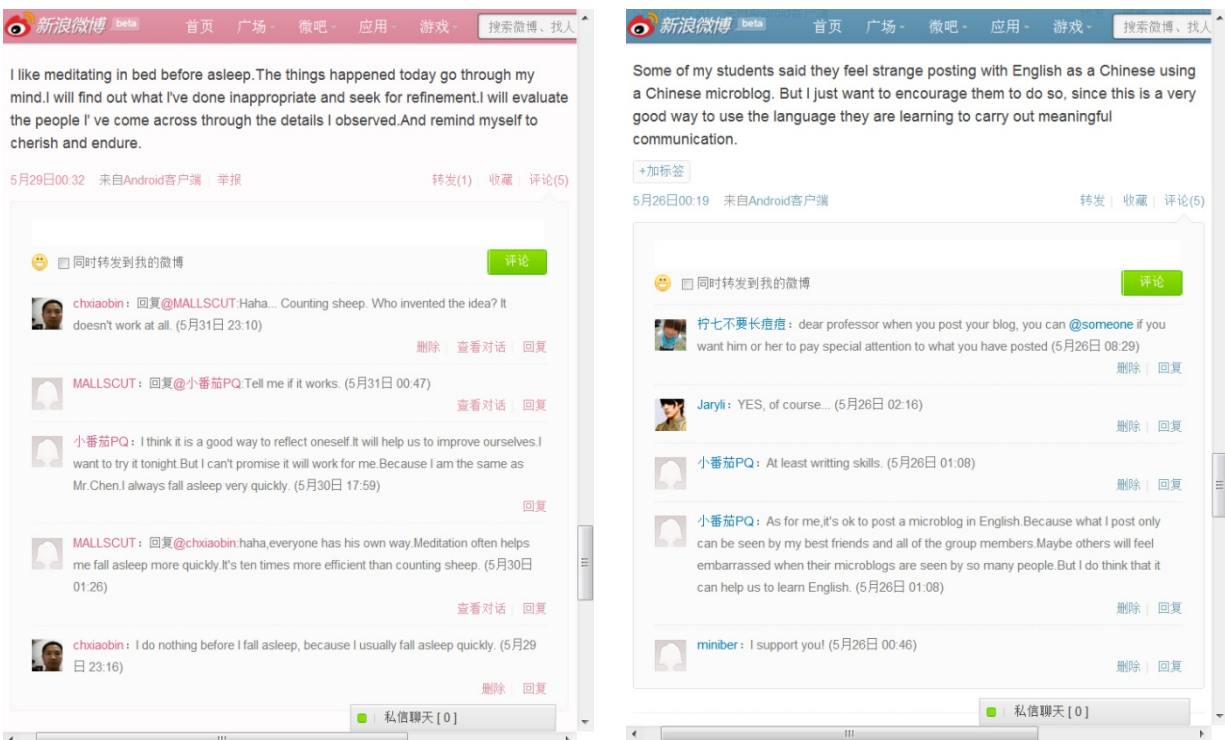 新浪微博 beta 首页 广场 微吧 应用 游戏 搜索微博、找人
I like meditating in bed before asleep.The things happened today go through my
mind.I will find out what I've done inappropriate and seek for refinement.I will evaluate
the people I' ve come across through the details I observed.And remind myself to
cherish and endure.
5月29日00:32 来自Android客户端 举报 转发(1) 收藏 评论(5)
同时转发到我的微博 评论
chxiaobin：回复@MALLSCUT:Haha... Counting sheep. Who invented the idea? It
doesn't work at all. (5月31日 23:10)
删除 查看对话 回复
MALLSCUT：回复@小番茄PQ:Tell me if it works. (5月31日 00:47)
查看对话 回复
小番茄PQ：I think it is a good way to reflect oneself.It will help us to improve ourselves.I
want to try it tonight.But I can't promise it will work for me.Because I am the same as
Mr.Chen.I always fall asleep very quickly. (5月30日 17:59)
回复
MALLSCUT：回复@chxiaobin:haha,everyone has his own way.Meditation often helps
me fall asleep more quickly.It's ten times more efficient than counting sheep. (5月30日
01:26)
查看对话 回复
chxiaobin：I do nothing before I fall asleep, because I usually fall asleep quickly. (5月29
日 23:16)
删除 回复
私信聊天 [ 0 ]
新浪微博 beta 首页 广场 微吧 应用 游戏 搜索微博、找人
Some of my students said they feel strange posting with English as a Chinese using
a Chinese microblog. But I just want to encourage them to do so, since this is a very
good way to use the language they are learning to carry out meaningful
communication.
+加标签
5月26日00:19 来自Android客户端 转发 收藏 评论(5)
同时转发到我的微博 评论
柠七不要长痘痘：dear professor when you post your blog, you can @someone if you
want him or her to pay special attention to what you have posted (5月26日 08:29)
删除 回复
Jaryli：YES, of course... (5月26日 02:16)
删除 回复
小番茄PQ：At least writting skills. (5月26日 01:08)
删除 回复
小番茄PQ：As for me,it's ok to post a microblog in English.Because what I post only
can be seen by my best friends and all of the group members.Maybe others will feel
embarrassed when their microblogs are seen by so many people.But I do think that it
can help us to learn English. (5月26日 01:08)
删除 回复
miniber：I support you! (5月26日 00:46)
删除 回复
私信聊天 [ 0 ]